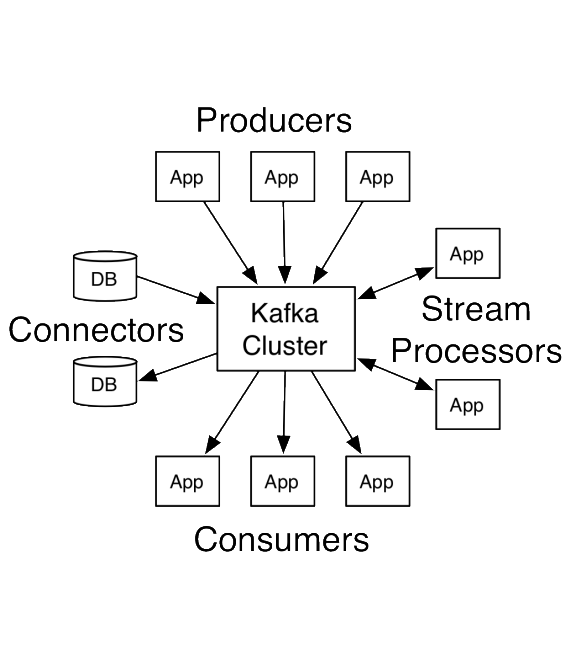 Producers
App
App
App
DB
App
Kafka
Cluster
Connectors
Stream
Processors
DB
App
App
App
App
Consumers